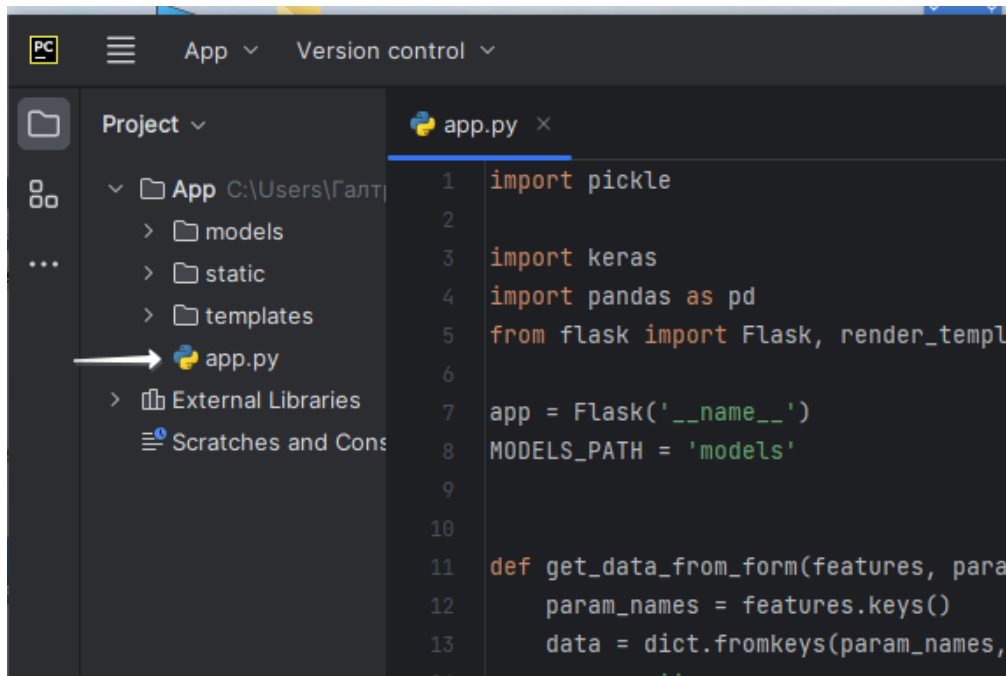 PC App Version control
Project
App C:\Users\Галтр
models
static
templates
app.py
External Libraries
Scratches and Cons
app.py ×
1 import pickle
2
3 import keras
4 import pandas as pd
5 from flask import Flask, render_templ
6
7 app = Flask('__name__')
8 MODELS_PATH = 'models'
9
10
11 def get_data_from_form(features, para
12 param_names = features.keys()
13 data = dict.fromkeys(param_names,